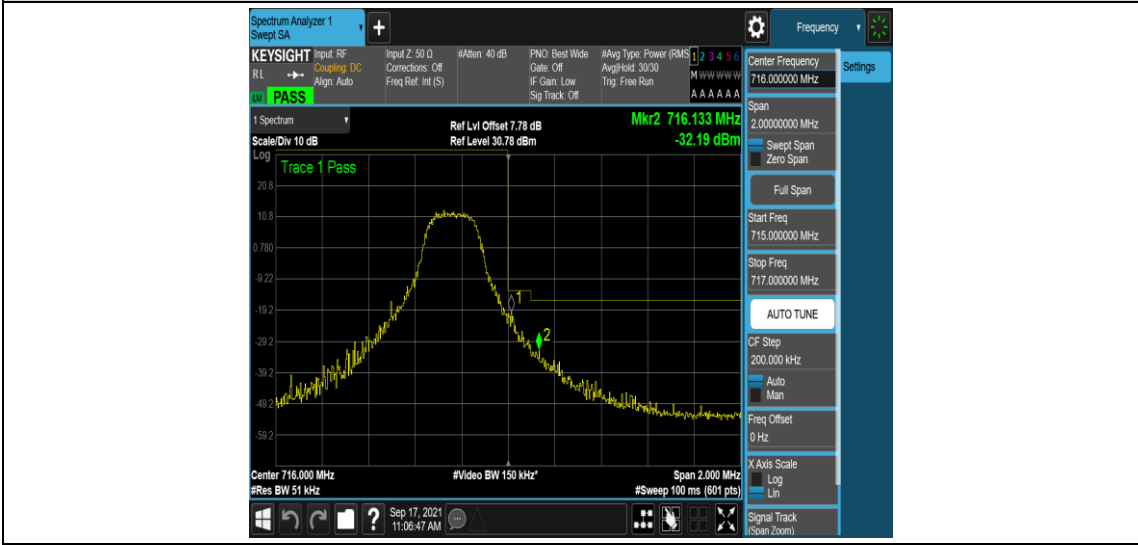 Spectrum Analyzer 1
Swept SA
+
Frequency
KEYSIGHT
RL
LM PASS
Input: RF
Coupling: DC
Align: Auto
Input Z: 50 Ω
Corrections: Off
Freq Ref: Int (S)
#Atten: 40 dB
PNO: Best Wide
Gate: Off
IF Gain: Low
Sig Track: Off
#Avg Type: Power (RMS
Avg|Hold: 30/30
Trig: Free Run
1 2 3 4 5 6
M W W W W W
A A A A A A
1 Spectrum
Scale/Div 10 dB
Ref Lvl Offset 7.78 dB
Ref Level 30.78 dBm
Mkr2 716.133 MHz
-32.19 dBm
Log
Trace 1 Pass
20.8
10.8
0.780
-9.22
-19.2
-29.2
-39.2
-49.2
-59.2
1
2
Center 716.000 MHz
#Video BW 150 kHz*
Span 2.000 MHz
#Res BW 51 kHz
#Sweep 100 ms (601 pts)
?
Sep 17, 2021
11:06:47 AM
Center Frequency
716.000000 MHz
Settings
Span
2.00000000 MHz
Swept Span
Zero Span
Full Span
Start Freq
715.000000 MHz
Stop Freq
717.000000 MHz
AUTO TUNE
CF Step
200.000 kHz
Auto
Man
Freq Offset
0 Hz
X Axis Scale
Log
Lin
Signal Track
(Span Zoom)